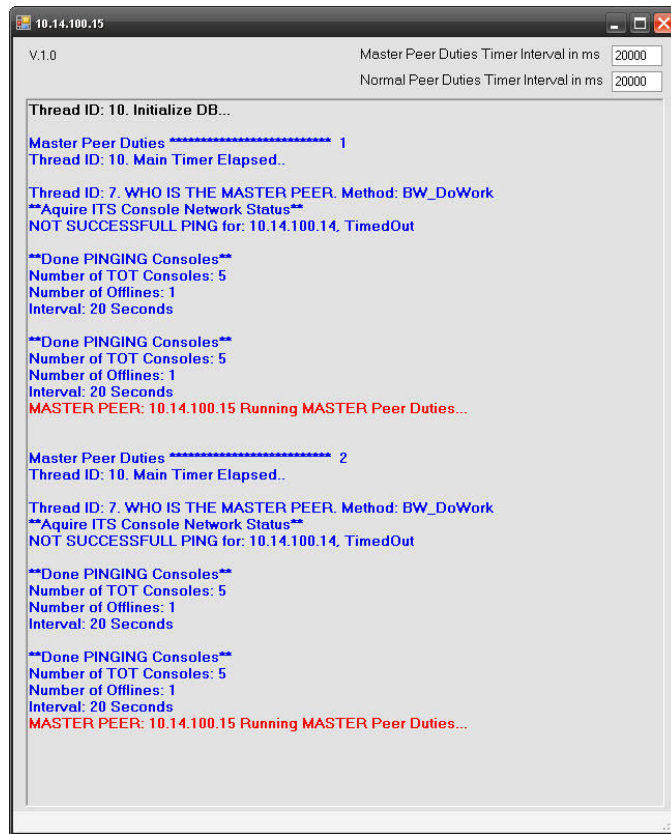 10.14.100.15
V.1.0
Master Peer Duties Timer Interval in ms 20000
Normal Peer Duties Timer Interval in ms 20000
Thread ID: 10. Initialize DB...
Master Peer Duties ************************** 1
Thread ID: 10. Main Timer Elapsed..
Thread ID: 7. WHO IS THE MASTER PEER. Method: BW_DoWork
**Aquire ITS Console Network Status**
NOT SUCCESSFULL PING for: 10.14.100.14, TimedOut
**Done PINGING Consoles**
Number of TOT Consoles: 5
Number of Offlines: 1
Interval: 20 Seconds
**Done PINGING Consoles**
Number of TOT Consoles: 5
Number of Offlines: 1
Interval: 20 Seconds
MASTER PEER: 10.14.100.15 Running MASTER Peer Duties...
Master Peer Duties ************************** 2
Thread ID: 10. Main Timer Elapsed..
Thread ID: 7. WHO IS THE MASTER PEER. Method: BW_DoWork
**Aquire ITS Console Network Status**
NOT SUCCESSFULL PING for: 10.14.100.14, TimedOut
**Done PINGING Consoles**
Number of TOT Consoles: 5
Number of Offlines: 1
Interval: 20 Seconds
**Done PINGING Consoles**
Number of TOT Consoles: 5
Number of Offlines: 1
Interval: 20 Seconds
MASTER PEER: 10.14.100.15 Running MASTER Peer Duties...